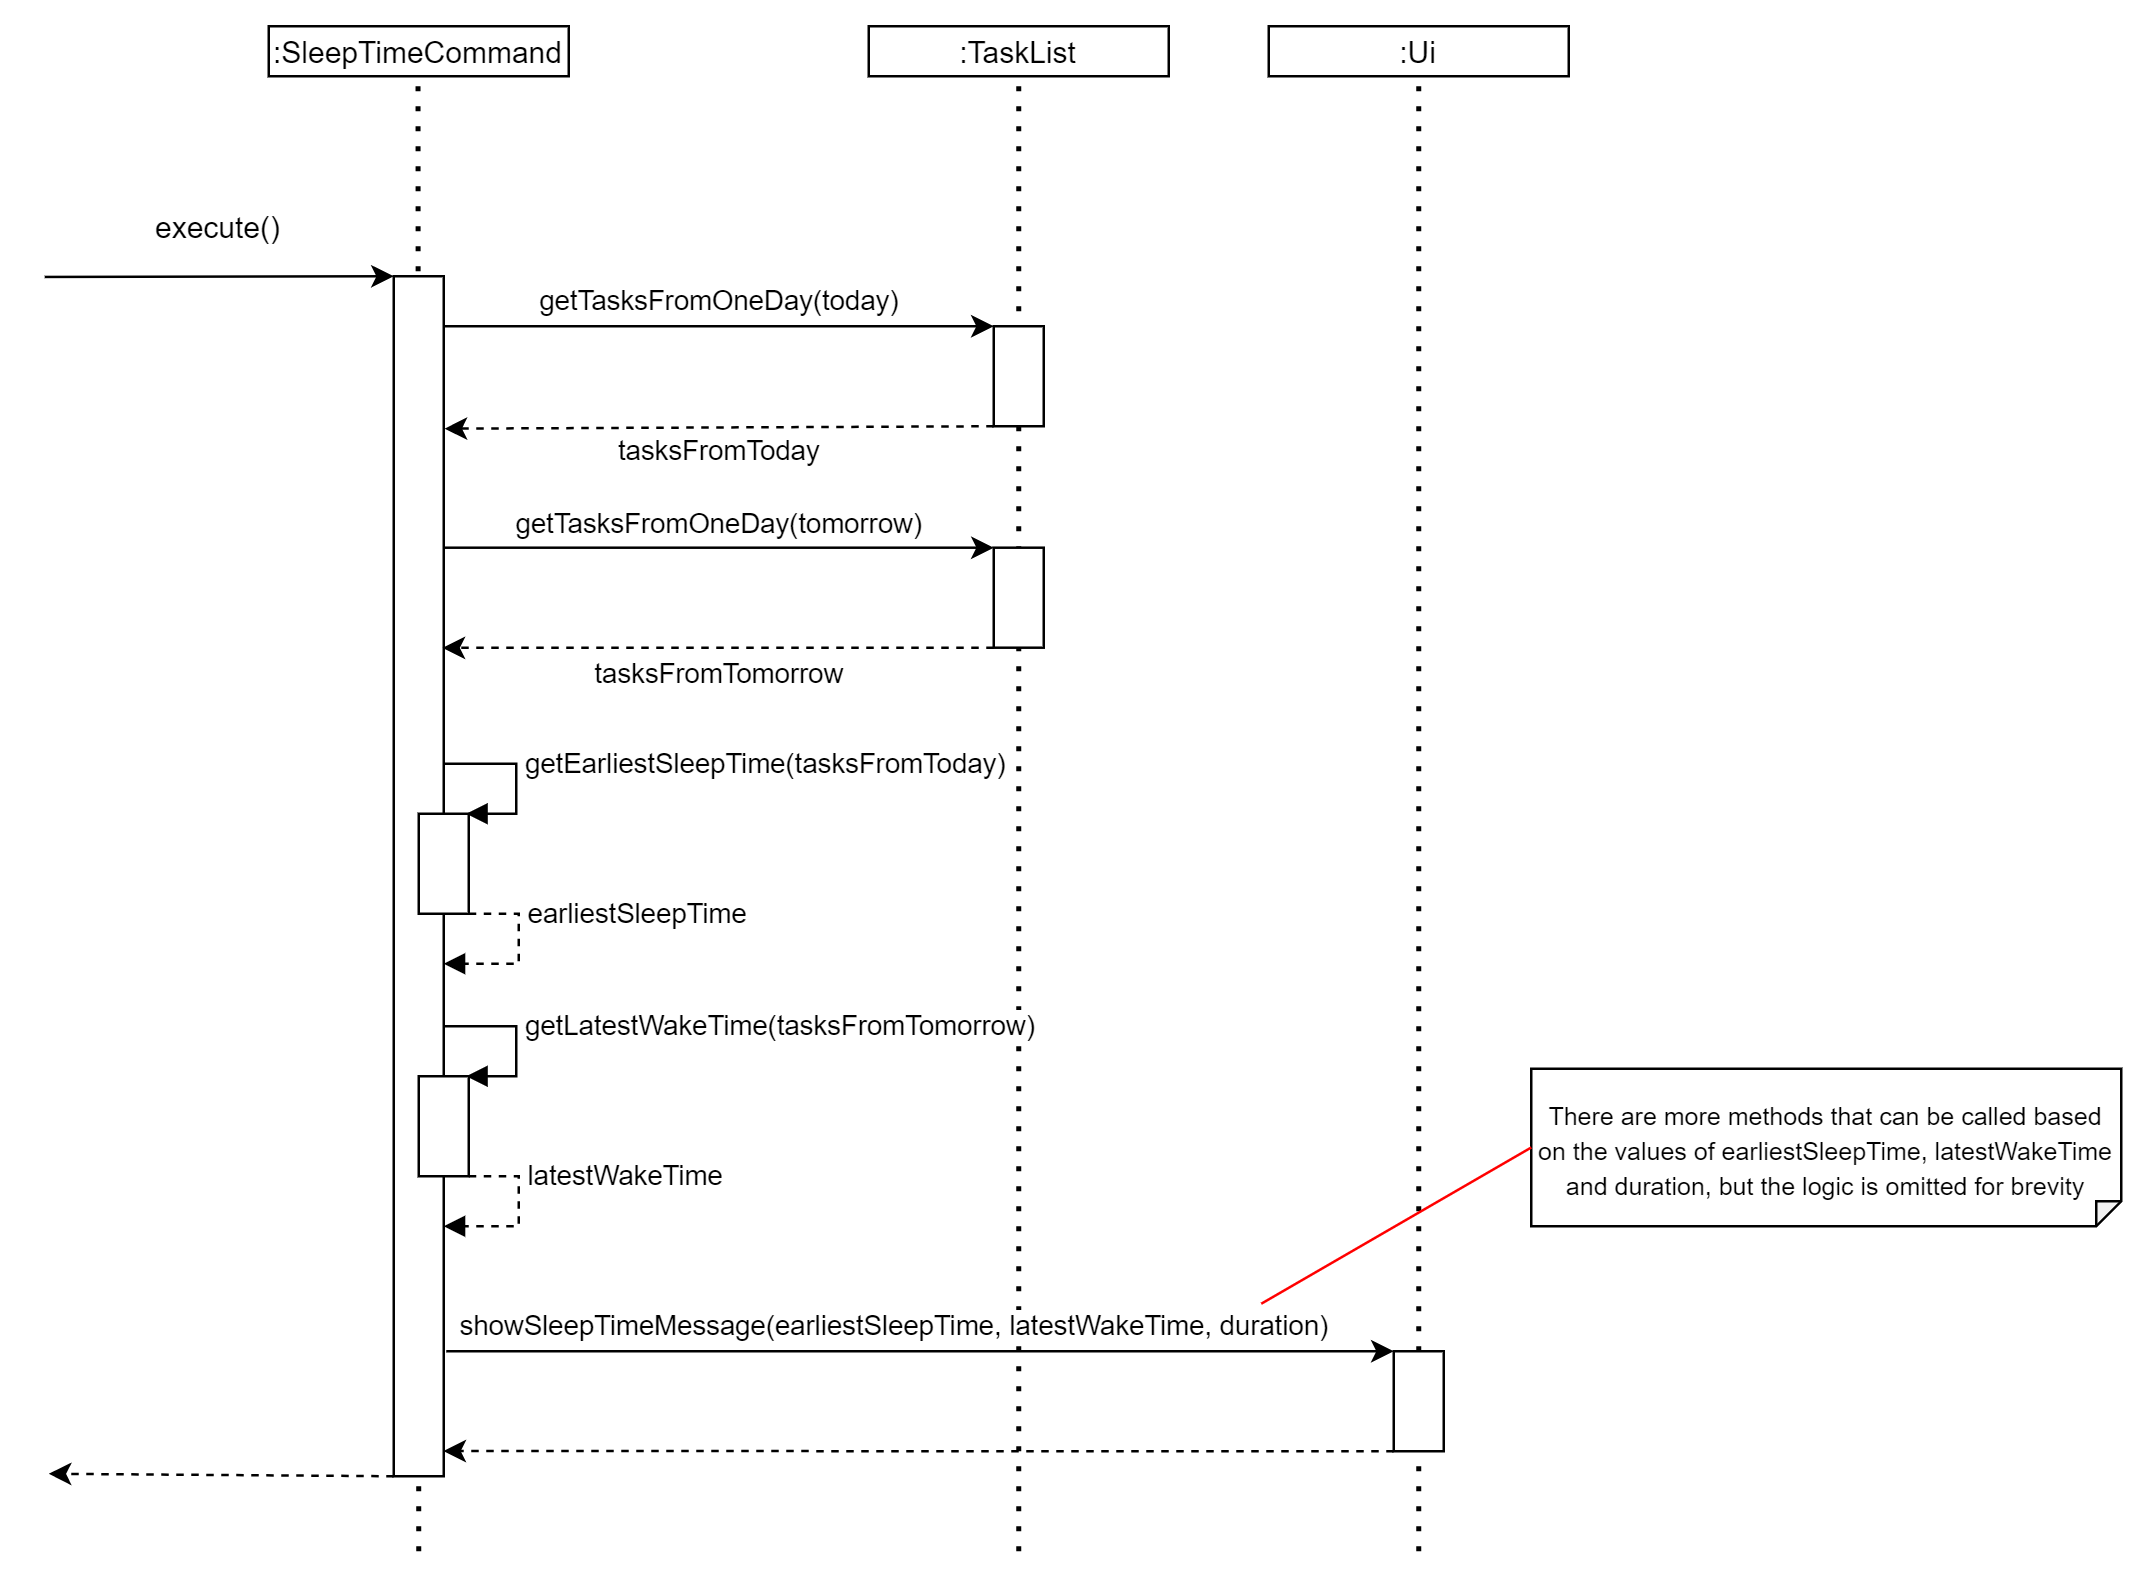 :SleepTimeCommand
:TaskList
:Ui
execute()
getTasksFromOneDay(today)
tasksFromToday
getTasksFromOneDay(tomorrow)
tasksFromTomorrow
getEarliestSleepTime(tasksFromToday)
earliestSleepTime
getLatestWakeTime(tasksFromTomorrow)
There are more methods that can be called based
on the values of earliestSleepTime, latestWakeTime
and duration, but the logic is omitted for brevity
latestWakeTime
showSleepTimeMessage(earliestSleepTime, latestWakeTime, duration)